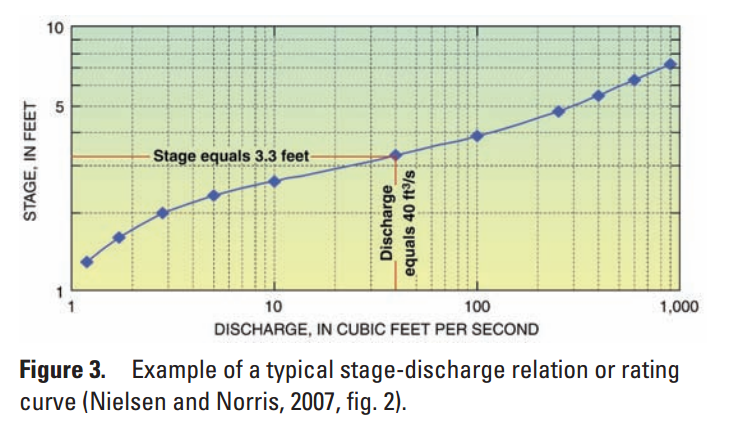 10
5
1
STAGE, IN FEET
Stage equals 3.3 feet
Discharge
equals 40 ft³/s
1 10 100 1,000
DISCHARGE, IN CUBIC FEET PER SECOND
Figure 3. Example of a typical stage-discharge relation or rating
curve (Nielsen and Norris, 2007, fig. 2).